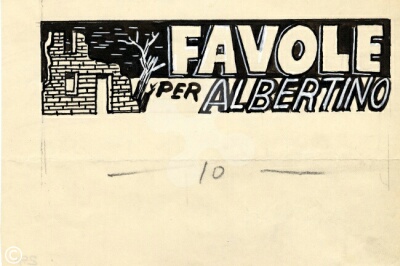 FAVOLE
PER ALBERTINO
— 10 —
©